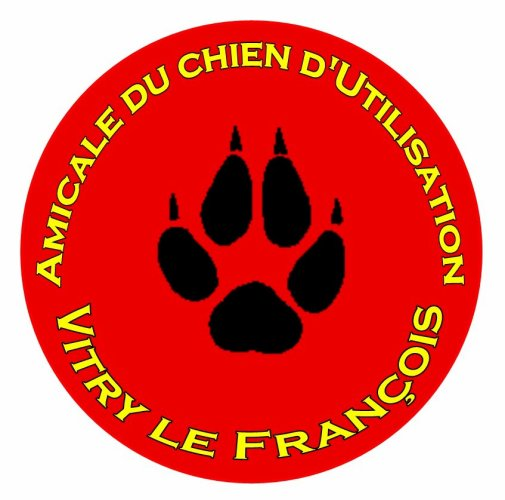 Amicale du chien d'Utilisation
Vitry le François